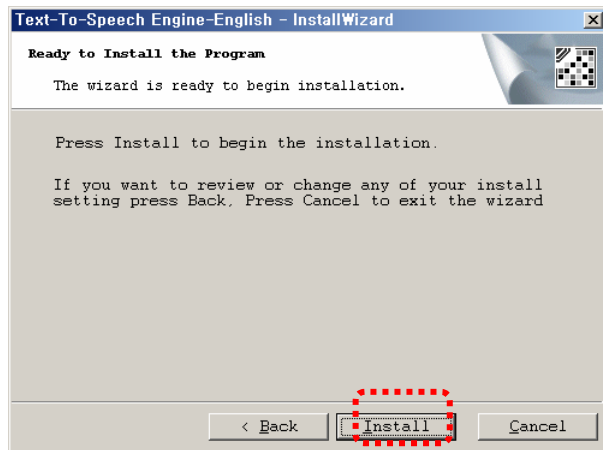 Text-To-Speech Engine-English - InstallWizard
Ready to Install the Program
The wizard is ready to begin installation.
Press Install to begin the installation.
If you want to review or change any of your install
setting press Back, Press Cancel to exit the wizard
< Back Install Cancel